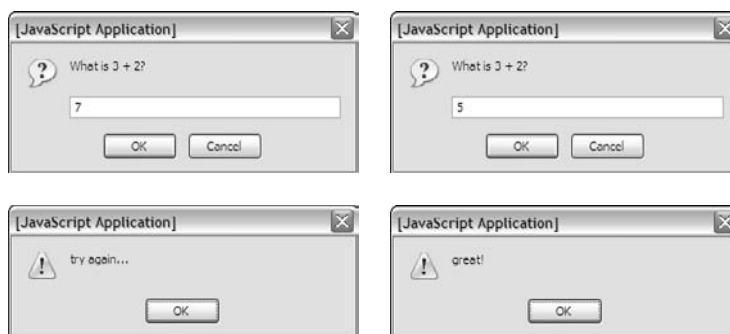 [JavaScript Application]
What is 3 + 2?
7
OK Cancel
[JavaScript Application]
What is 3 + 2?
5
OK Cancel
[JavaScript Application]
try again...
OK
[JavaScript Application]
great!
OK